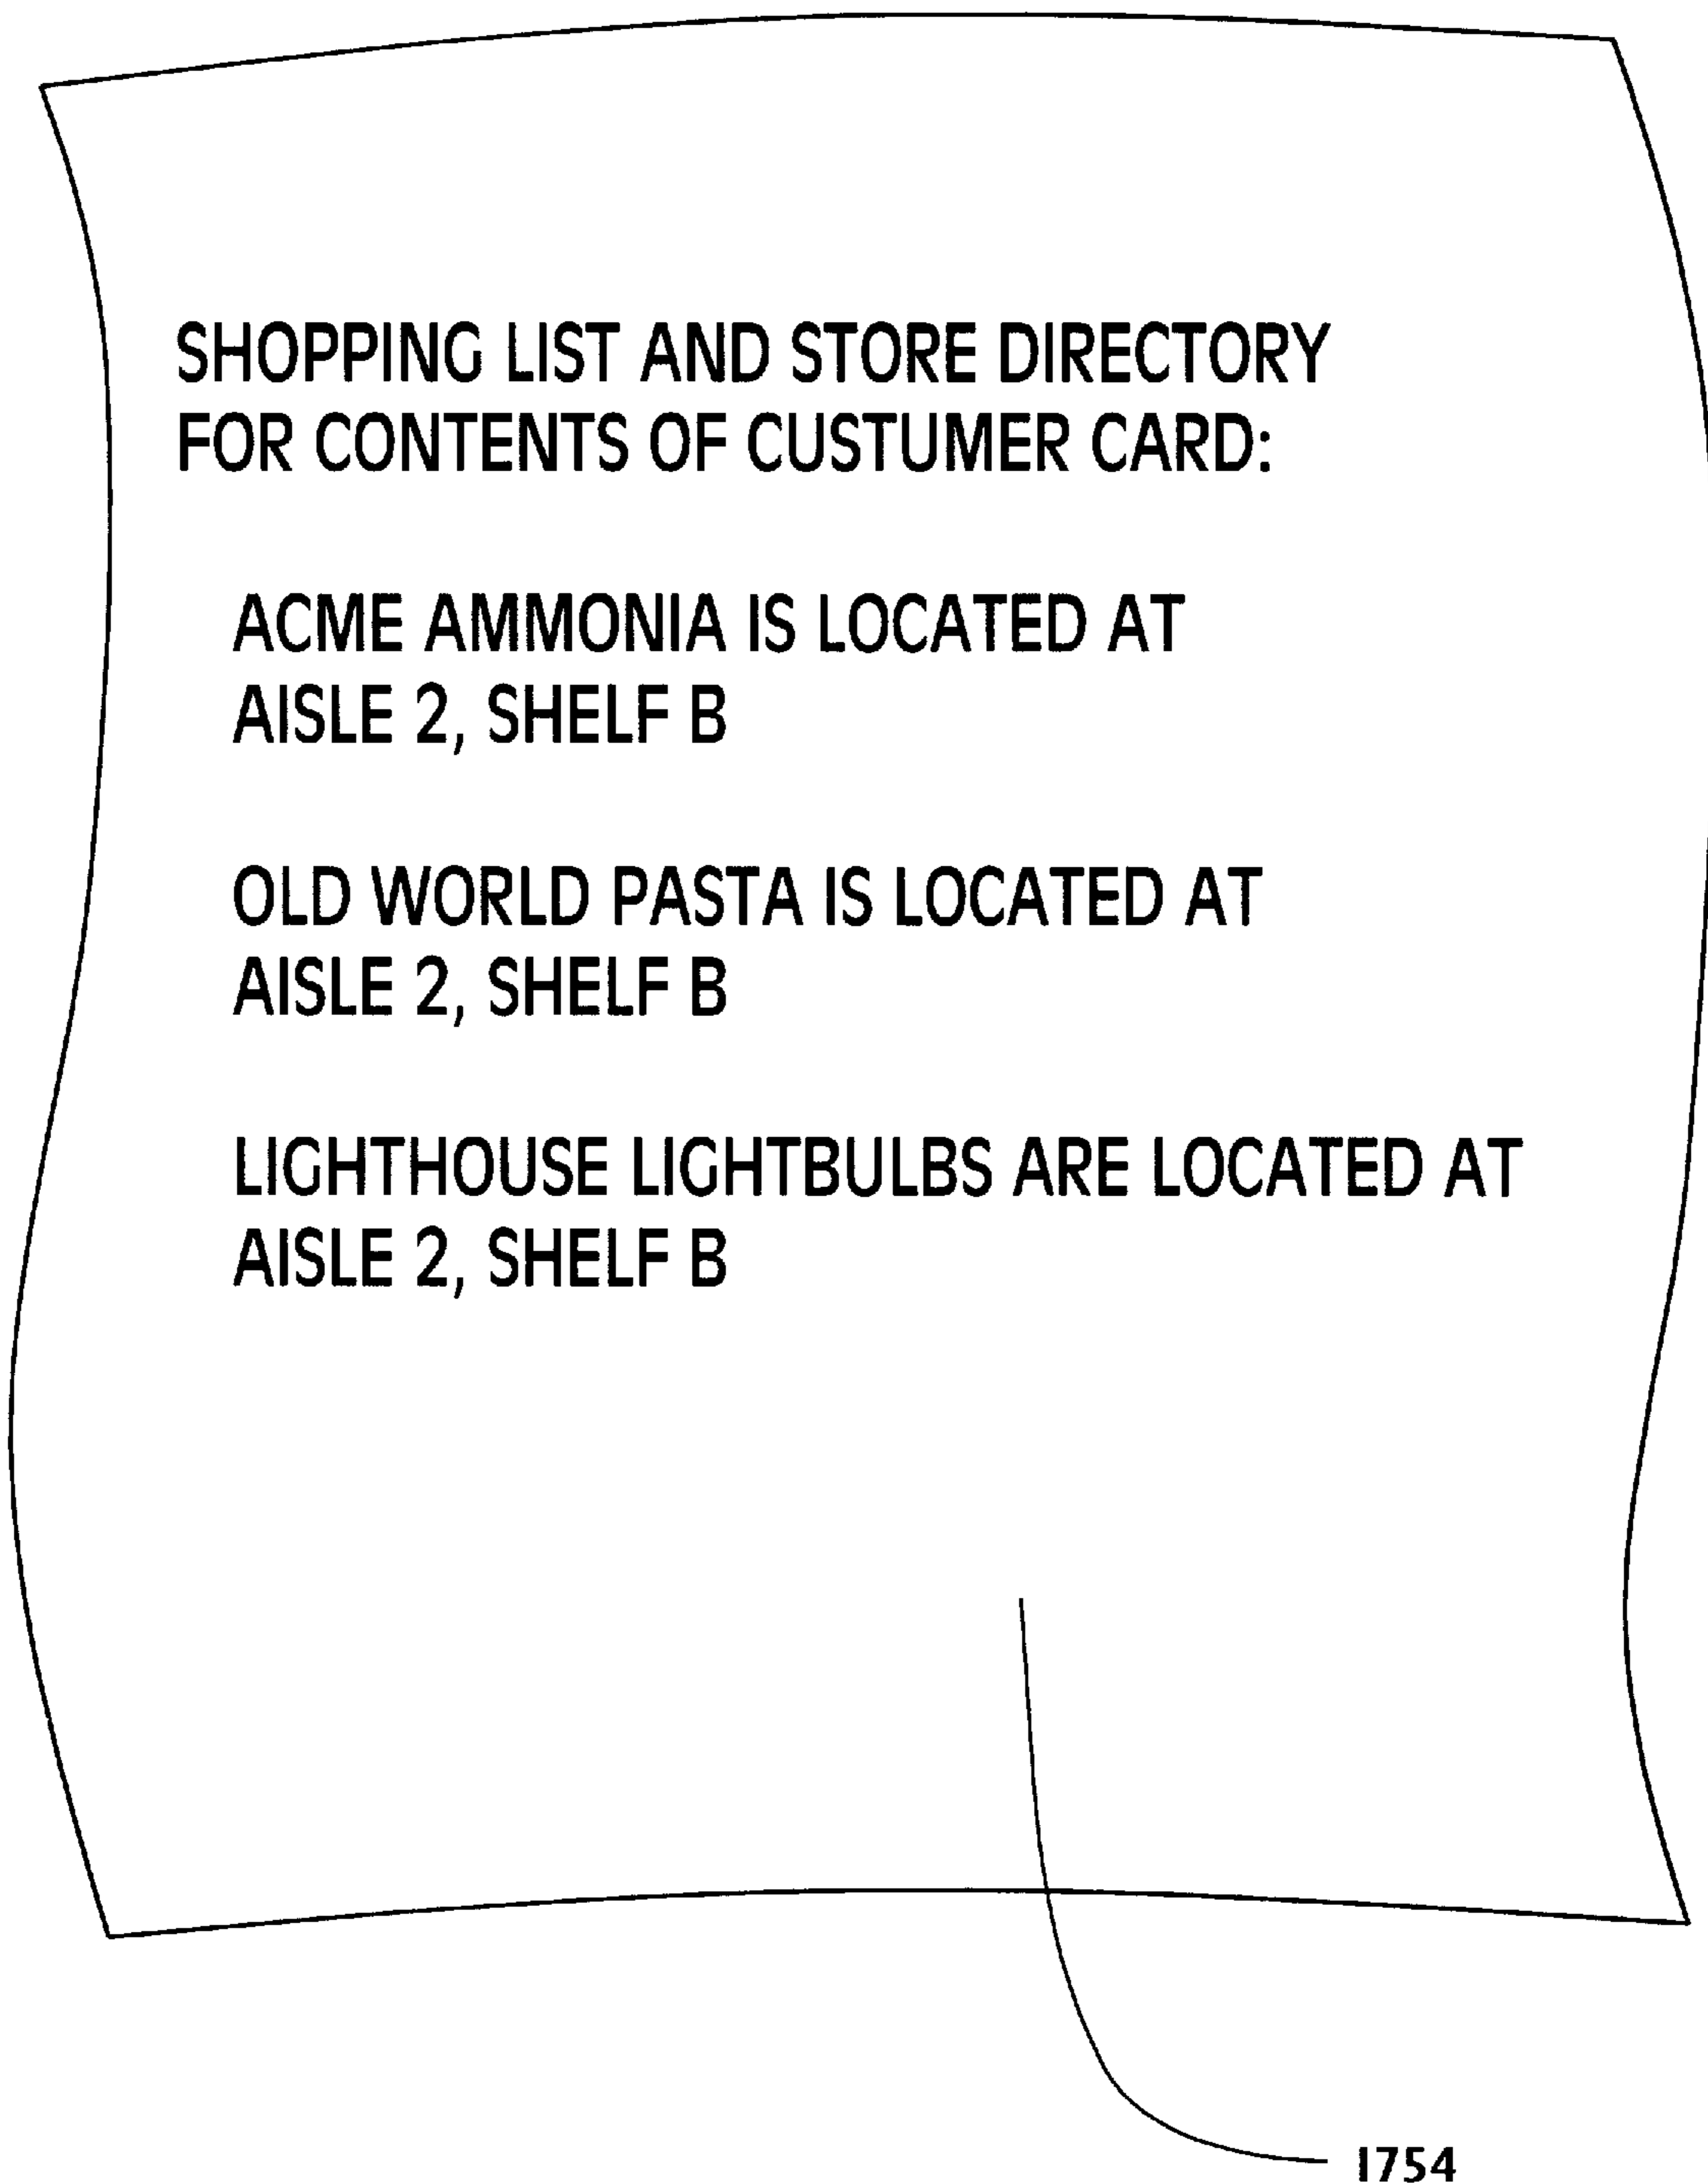 SHOPPING LIST AND STORE DIRECTORY
FOR CONTENTS OF CUSTUMER CARD:
ACME AMMONIA IS LOCATED AT
AISLE 2, SHELF B
OLD WORLD PASTA IS LOCATED AT
AISLE 2, SHELF B
LIGHTHOUSE LIGHTBULBS ARE LOCATED AT
AISLE 2, SHELF B
1754